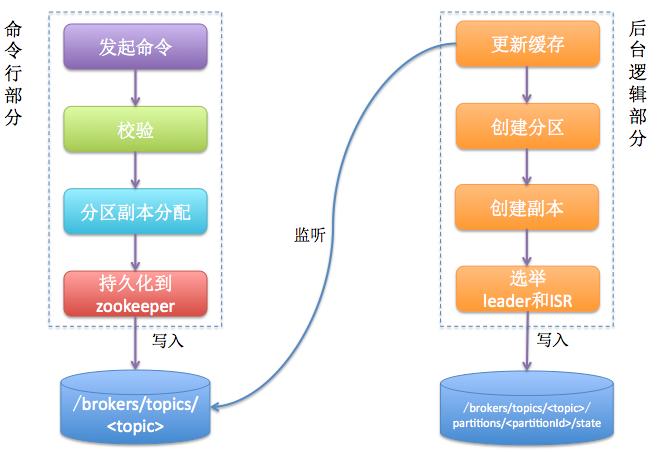 命令行部分
发起命令
校验
分区副本分配
持久化到
zookeeper
写入
/brokers/topics/
<topic>
监听
后台逻辑部分
更新缓存
创建分区
创建副本
选举
leader和ISR
写入
/brokers/topics/<topic>/
partitions/<partitionId>/state